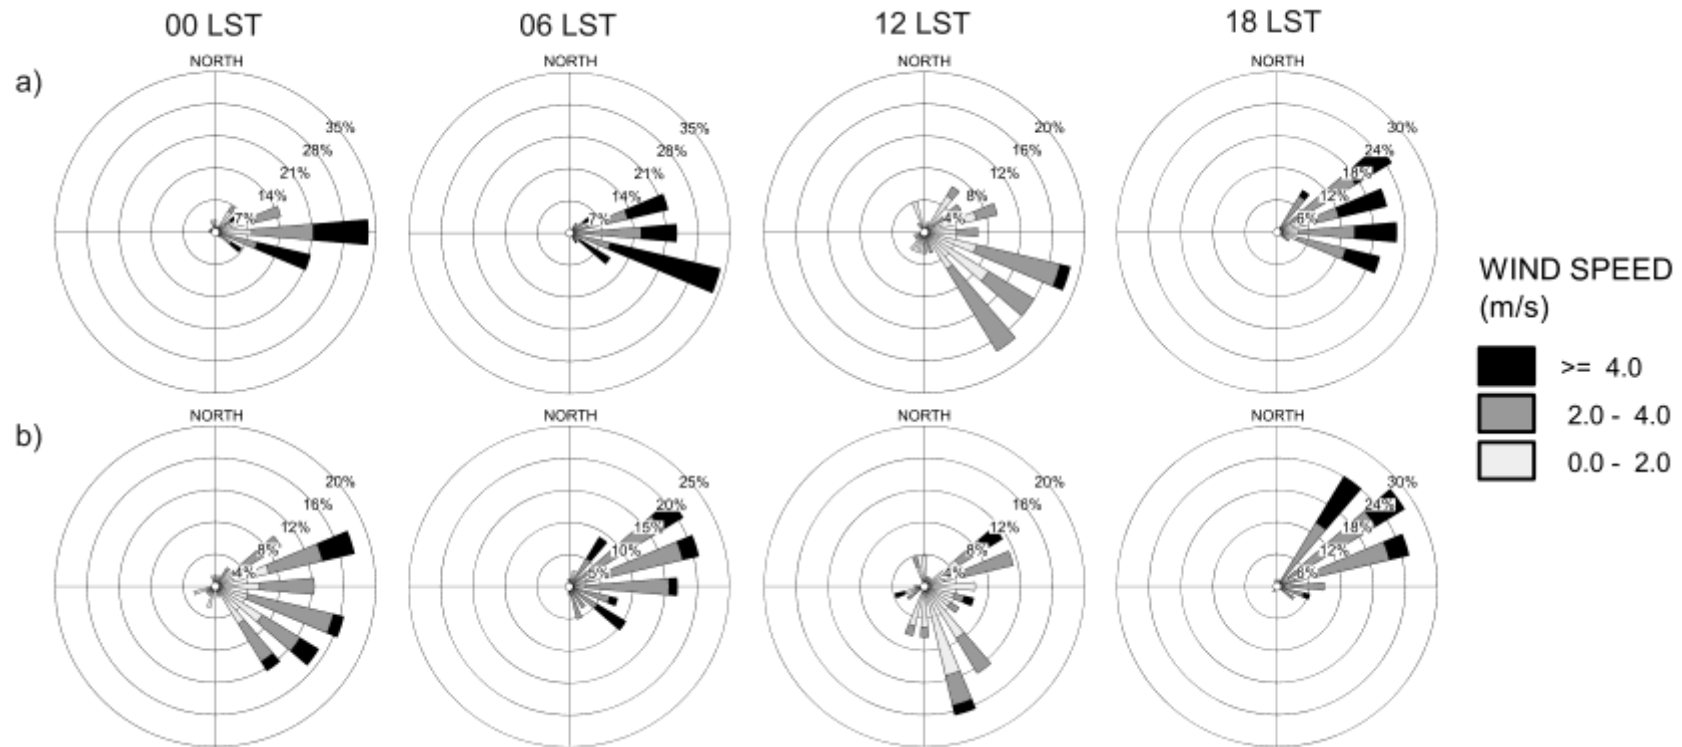 00 LST
06 LST
12 LST
18 LST
a)
NORTH
35%
28%
21%
14%
7%
NORTH
35%
28%
21%
14%
7%
NORTH
20%
16%
12%
8%
4%
NORTH
30%
24%
18%
12%
6%
WIND SPEED
(m/s)
>= 4.0
2.0 - 4.0
0.0 - 2.0
b)
NORTH
20%
16%
12%
8%
4%
NORTH
25%
20%
15%
10%
5%
NORTH
20%
16%
12%
8%
4%
NORTH
30%
24%
18%
12%
6%